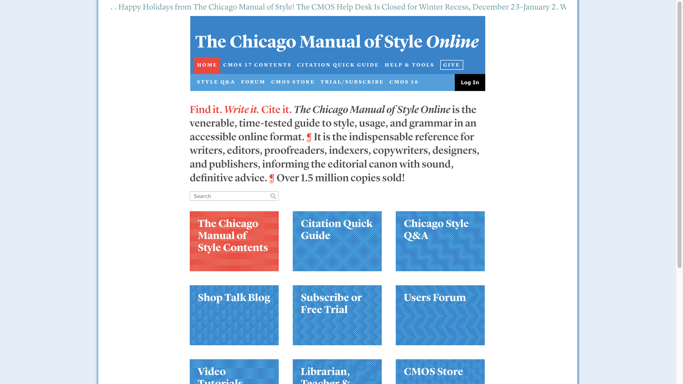 . . Happy Holidays from The Chicago Manual of Style! The CMOS Help Desk Is Closed for Winter Recess, December 23–January 2. W
The Chicago Manual of Style Online
HOME CMOS 17 CONTENTS CITATION QUICK GUIDE HELP & TOOLS GIVE
STYLE Q&A FORUM CMOS STORE TRIAL/SUBSCRIBE CMOS 16 Log In
Find it. Write it. Cite it. The Chicago Manual of Style Online is the
venerable, time-tested guide to style, usage, and grammar in an
accessible online format. ¶ It is the indispensable reference for
writers, editors, proofreaders, indexers, copywriters, designers,
and publishers, informing the editorial canon with sound,
definitive advice. ¶ Over 1.5 million copies sold!
Search
The Chicago
Manual of
Style Contents
Citation Quick
Guide
Chicago Style
Q&A
Shop Talk Blog
Subscribe or
Free Trial
Users Forum
Video
Tutorials
Librarian,
Teacher &
CMOS Store